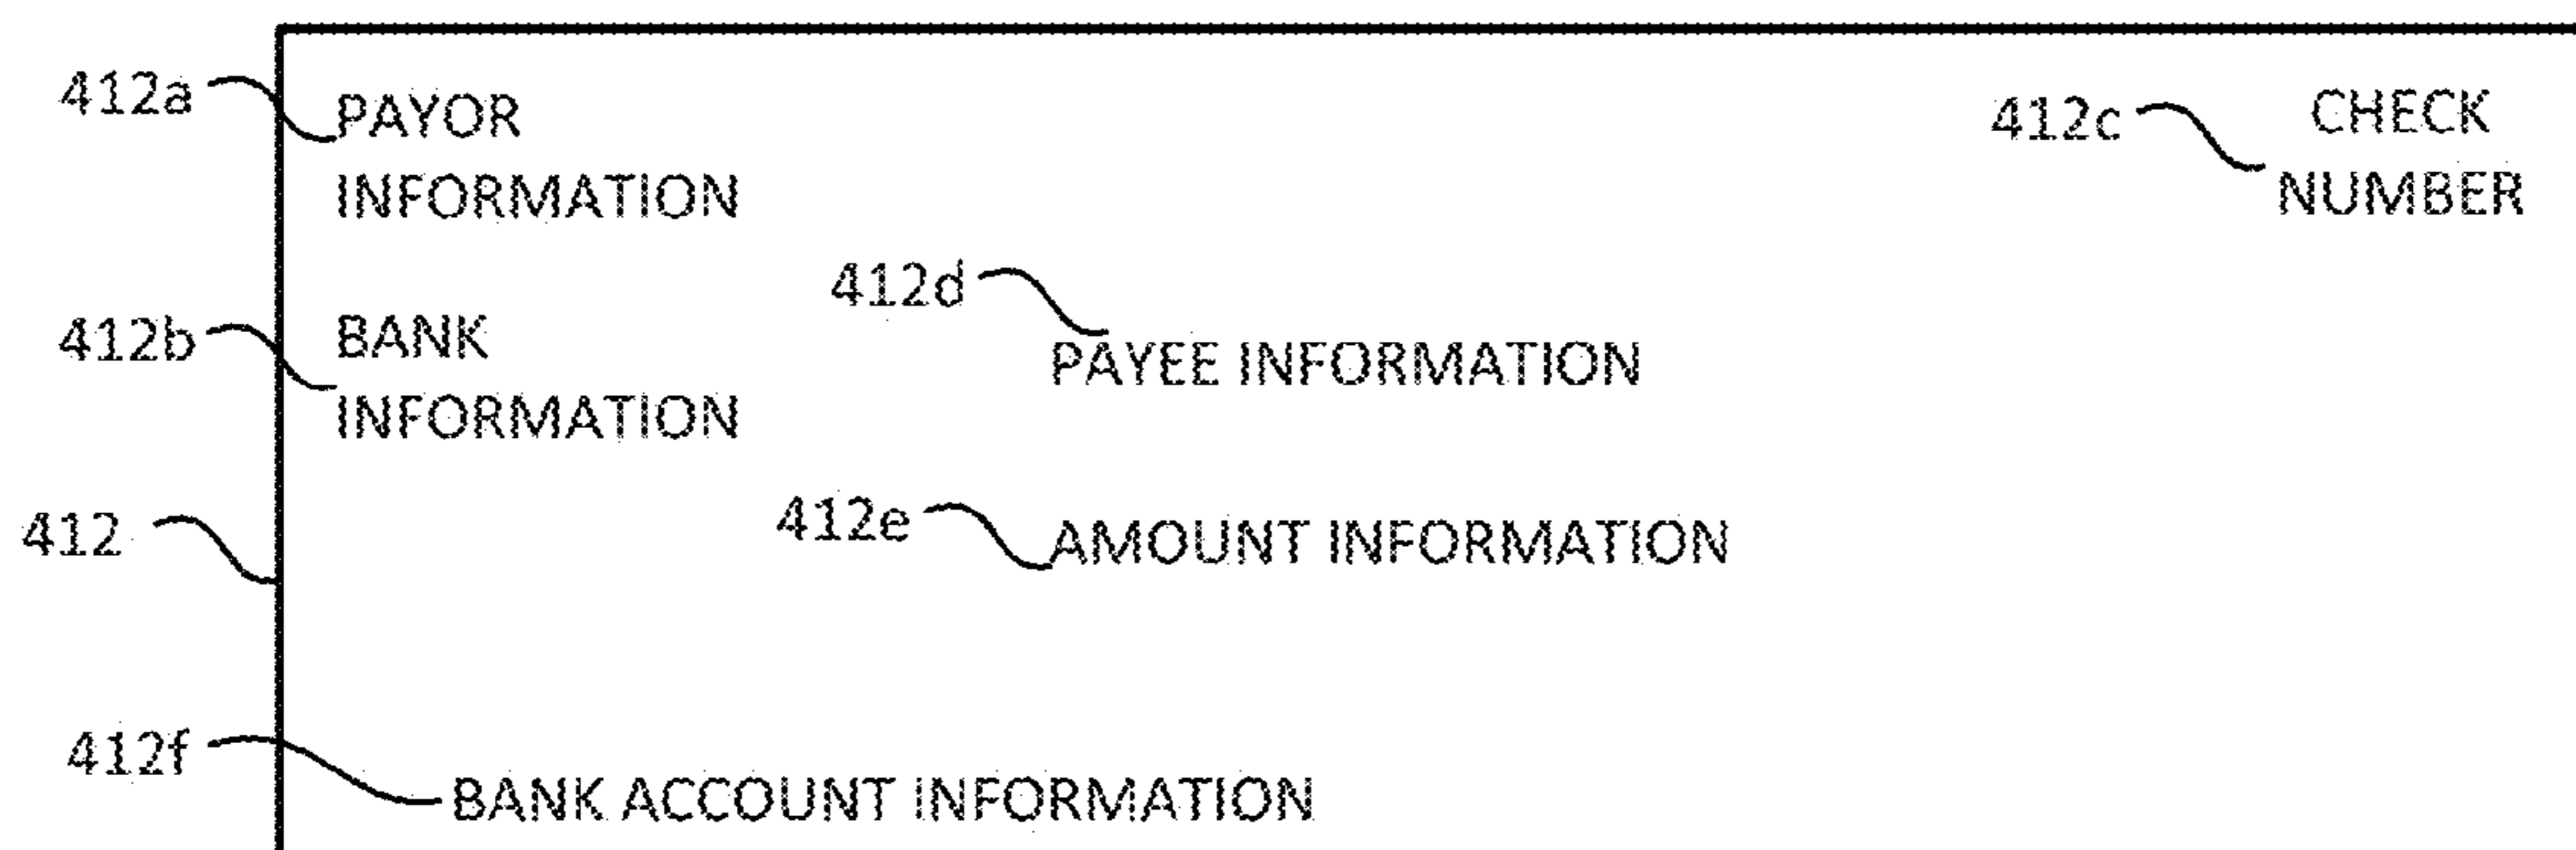 412a PAYOR
INFORMATION
412c CHECK
NUMBER
412b BANK
INFORMATION
412d
PAYEE INFORMATION
412 412e AMOUNT INFORMATION
412f BANK ACCOUNT INFORMATION